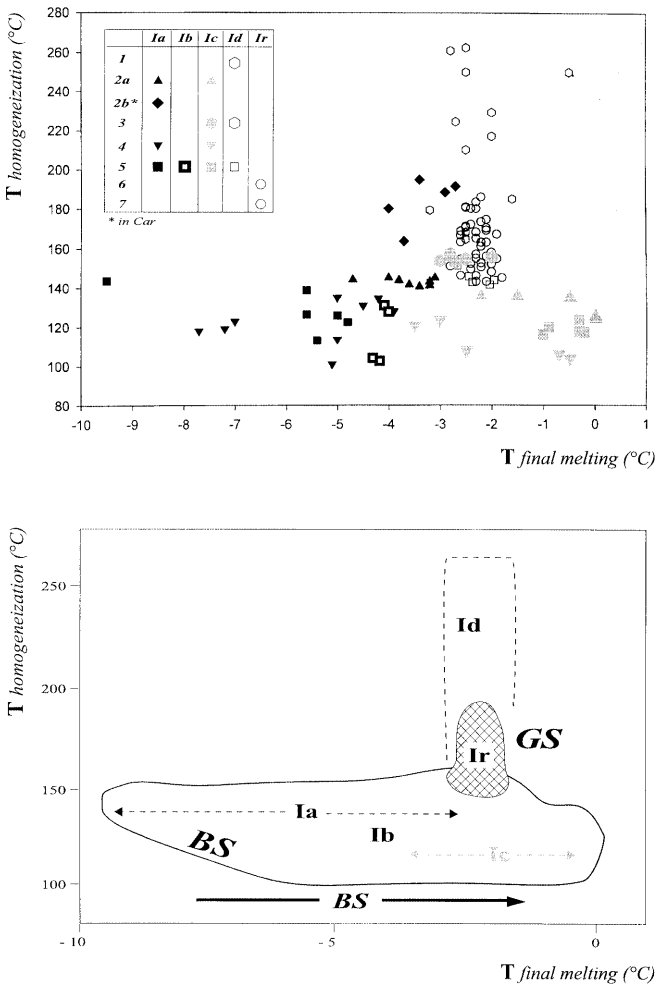 T homogeneization (°C)
280
260
240
220
200
180
160
140
120
100
80
Ia Ib Ic Id Ir
1
2a
2b*
3
4
5
6
7
* in Car
-10 -9 -8 -7 -6 -5 -4 -3 -2 -1 0 1
T final melting (°C)
T homogeneization (°C)
250
200
150
100
Id
GS
Ir
Ia
Ib
BS
Ic
BS
- 10 - 5 0
T final melting (°C)